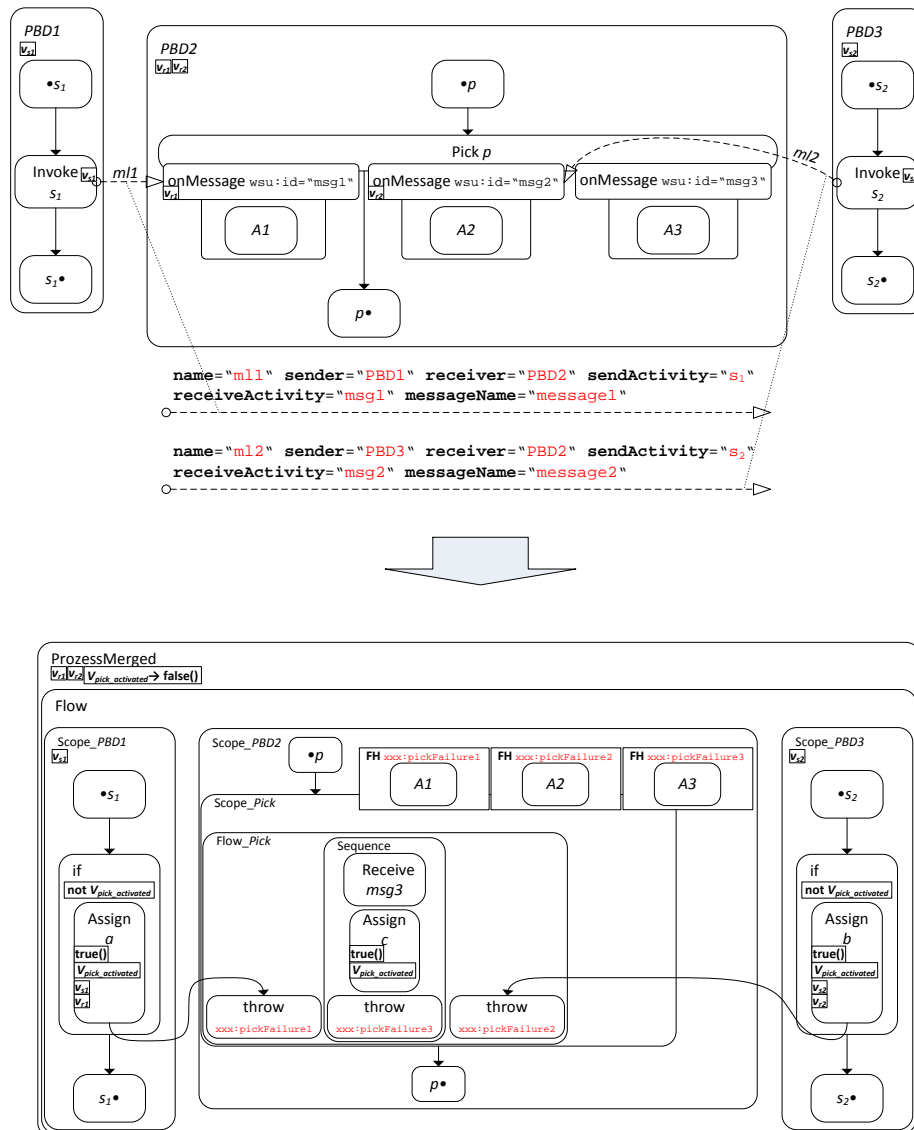 PBD1
vs1
•s1
Invoke vs1
s1
s1•
ml1
PBD2
vr1 vr2
•p
Pick p
onMessage wsu:id="msg1"
vr1
A1
onMessage wsu:id="msg2"
vr2
A2
onMessage wsu:id="msg3"
A3
p•
ml2
PBD3
vs2
•s2
Invoke
s2
s2•
name="ml1" sender="PBD1" receiver="PBD2" sendActivity="s1"
receiveActivity="msg1" messageName="message1"
name="ml2" sender="PBD3" receiver="PBD2" sendActivity="s2"
receiveActivity="msg2" messageName="message2"
ProzessMerged
vr1 vr2 Vpick_activated→ false()
Flow
Scope_PBD1
vs1
•s1
if
not Vpick_activated
Assign
a
true()
Vpick_activated
vs1
vr1
s1•
Scope_PBD2
•p
FH xxx:pickFailure1
A1
FH xxx:pickFailure2
A2
FH xxx:pickFailure3
A3
Scope_Pick
Flow_Pick
Sequence
Receive
msg3
Assign
c
true()
Vpick_activated
throw
xxx:pickFailure1
throw
xxx:pickFailure3
throw
xxx:pickFailure2
p•
Scope_PBD3
vs2
•s2
if
not Vpick_activated
Assign
b
true()
Vpick_activated
vs2
vr2
s2•